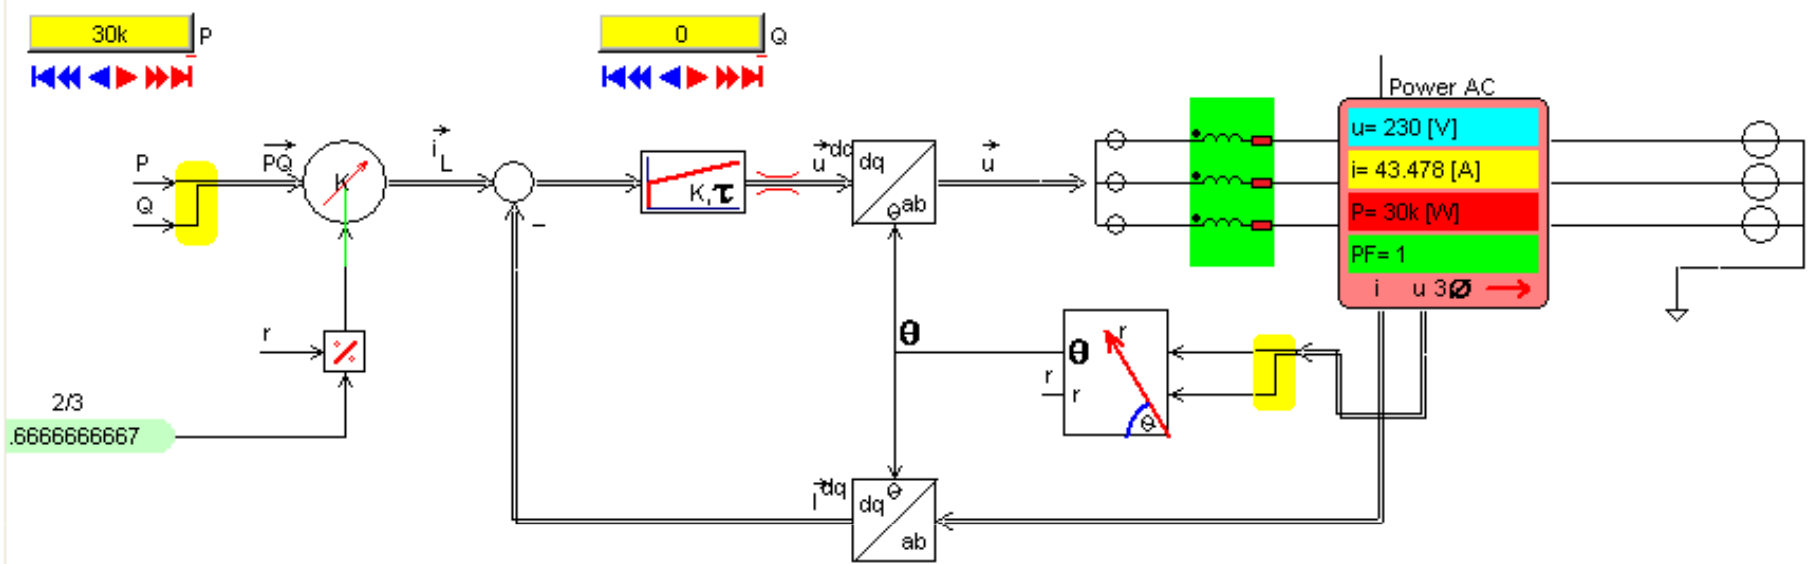 30k P
0 Q
Power AC
u= 230 [V]
i= 43.478 [A]
P= 30k [W]
PF= 1
i u 3Ø
P
Q
PQ
K
i L
K,τ
u dq
dq
θ ab
u
r
2/3
.6666666667
θ
θ
r
r
r
θ
i dq
dq θ
ab